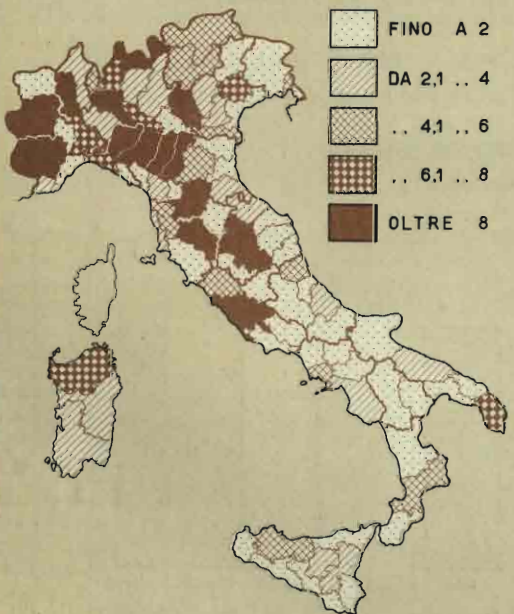 FINO A 2
DA 2,1 .. 4
,, 4,1 .. 6
,, 6,1 .. 8
OLTRE 8